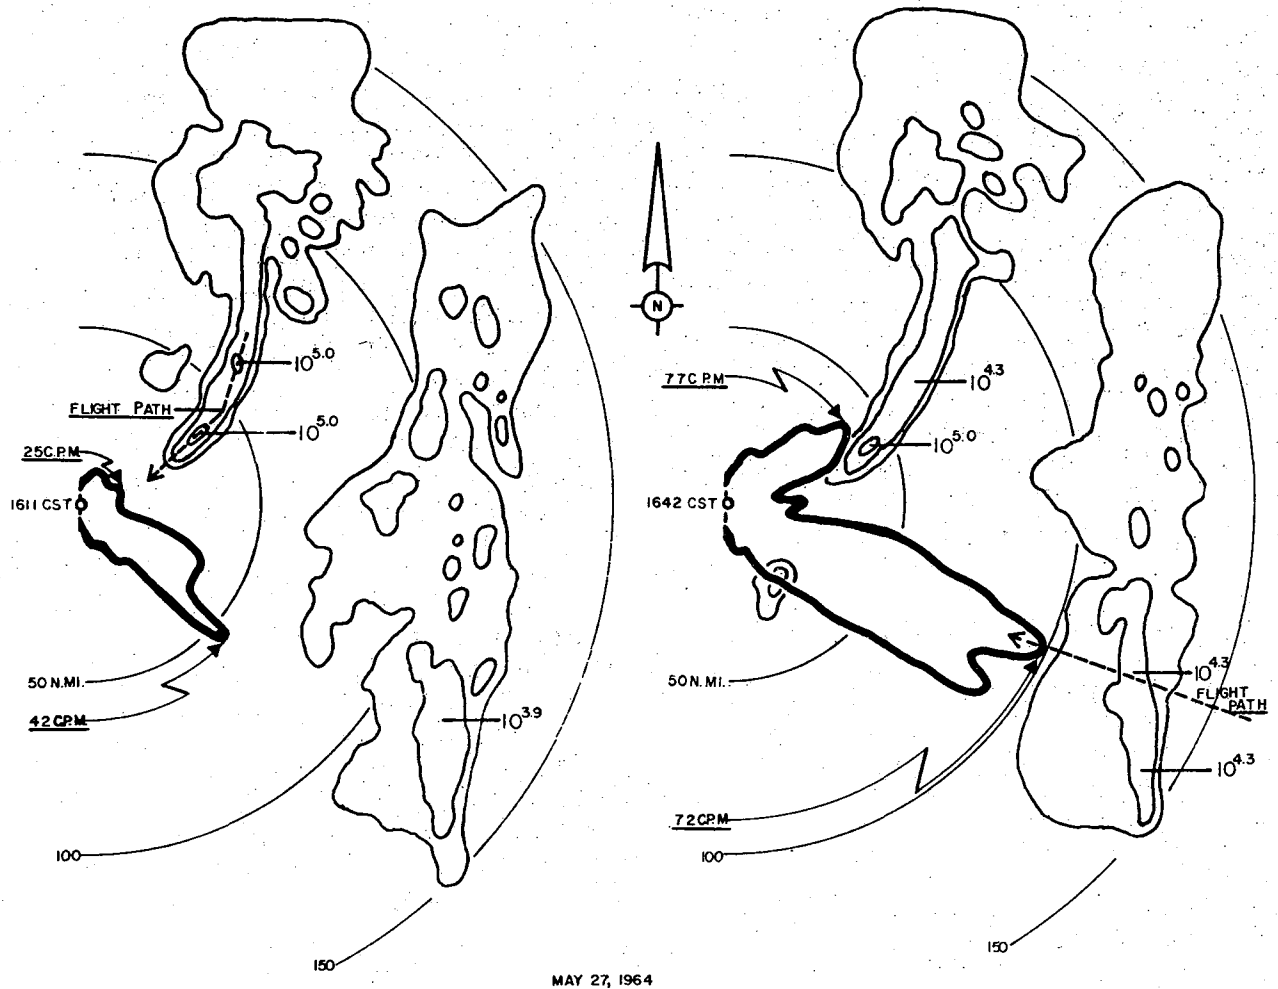 10^5.0
FLIGHT PATH
10^5.0
25C.P.M.
1611 CST
50 N.MI.
42C.P.M.
10^3.9
100
150
N
77C.P.M
10^4.3
10^5.0
1642 CST
50N.MI.
10^4.3
FLIGHT
PATH
10^4.3
72C.P.M
100
150
MAY 27, 1964